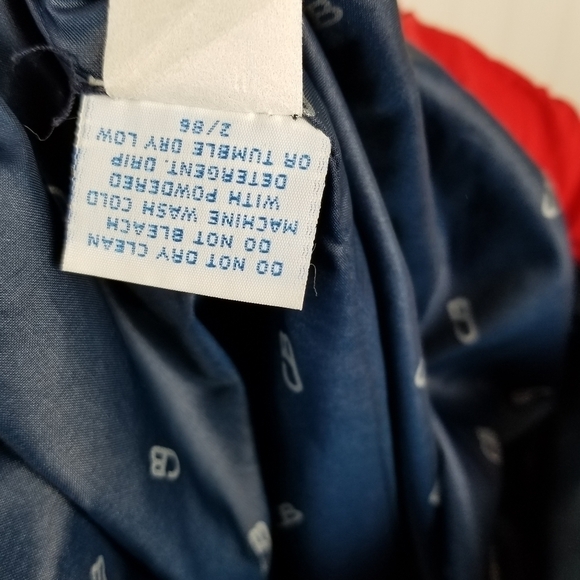 DO NOT DRY CLEAN
DO NOT BLEACH
MACHINE WASH COLD
WITH POWDERED
DETERGENT. DRIP
OR TUMBLE DRY LOW
2/86
CB